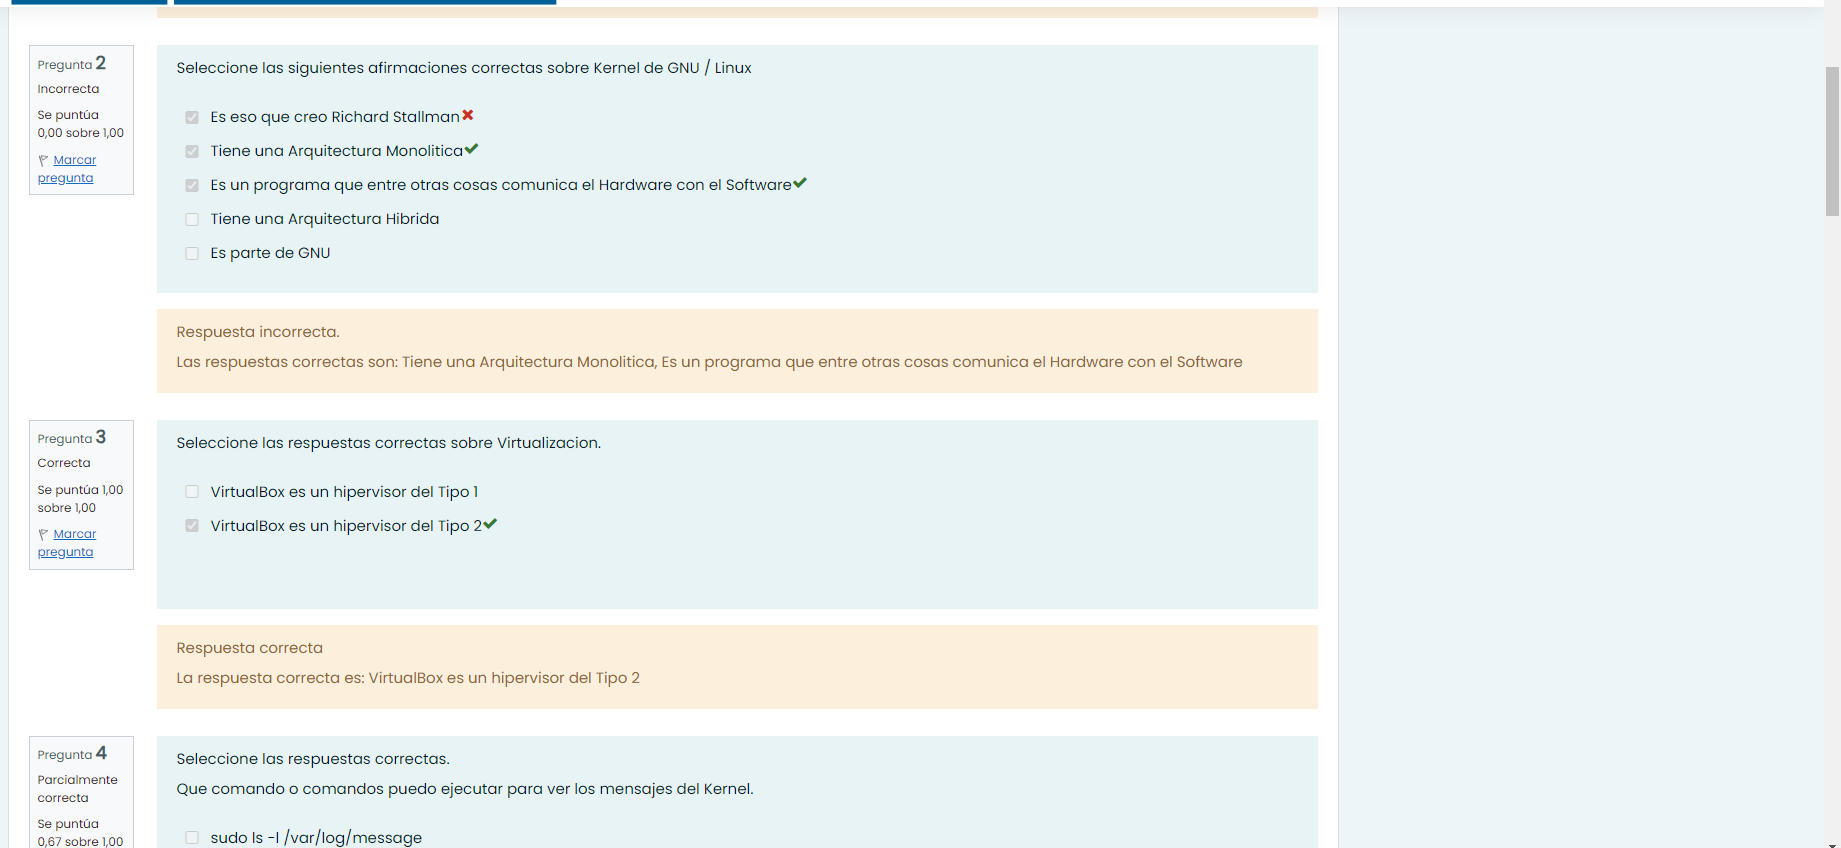 Pregunta 2
Incorrecta
Se puntúa
0,00 sobre 1,00
Marcar
pregunta
Seleccione las siguientes afirmaciones correctas sobre Kernel de GNU / Linux
Es eso que creo Richard Stallman
Tiene una Arquitectura Monolitica
Es un programa que entre otras cosas comunica el Hardware con el Software
Tiene una Arquitectura Hibrida
Es parte de GNU
Respuesta incorrecta.
Las respuestas correctas son: Tiene una Arquitectura Monolitica, Es un programa que entre otras cosas comunica el Hardware con el Software
Pregunta 3
Correcta
Se puntúa 1,00
sobre 1,00
Marcar
pregunta
Seleccione las respuestas correctas sobre Virtualizacion.
VirtualBox es un hipervisor del Tipo 1
VirtualBox es un hipervisor del Tipo 2
Respuesta correcta
La respuesta correcta es: VirtualBox es un hipervisor del Tipo 2
Pregunta 4
Parcialmente
correcta
Se puntúa
0,67 sobre 1,00
Seleccione las respuestas correctas.
Que comando o comandos puedo ejecutar para ver los mensajes del Kernel.
sudo ls -l /var/log/message